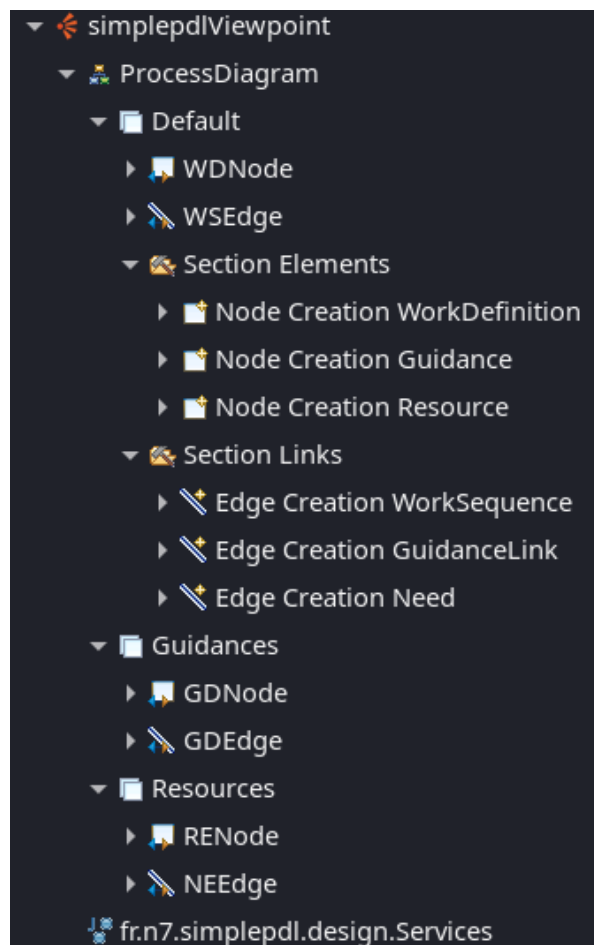 simplepdlViewpoint
ProcessDiagram
Default
WDNode
WSEdge
Section Elements
Node Creation WorkDefinition
Node Creation Guidance
Node Creation Resource
Section Links
Edge Creation WorkSequence
Edge Creation GuidanceLink
Edge Creation Need
Guidances
GDNode
GDEdge
Resources
RENode
NEEdge
fr.n7.simplepdl.design.Services